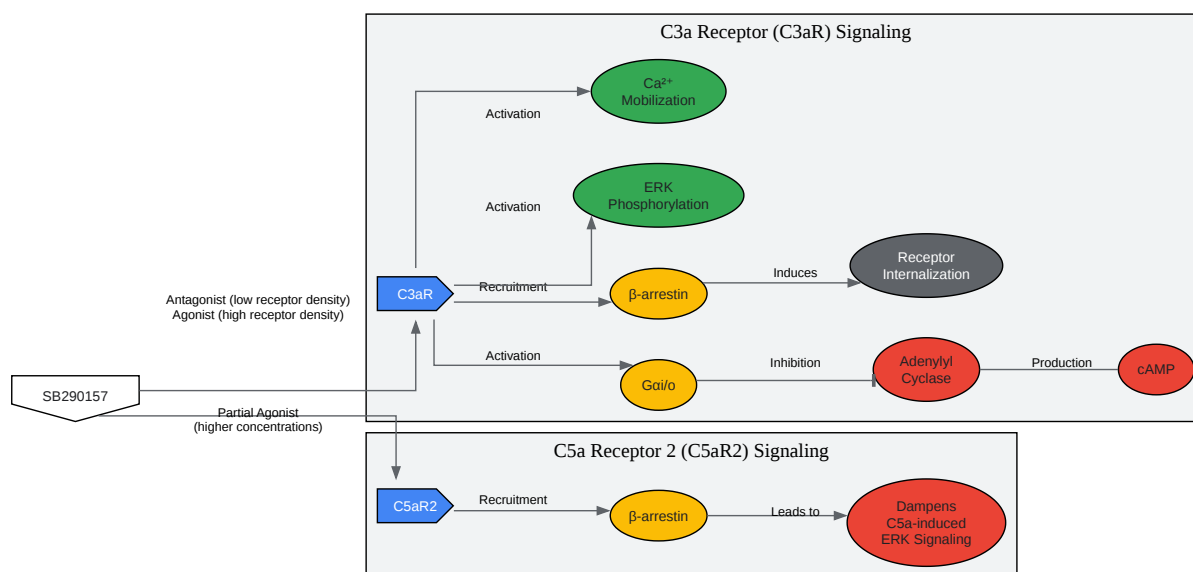 C3a Receptor (C3aR) Signaling
Ca²⁺
Mobilization
Activation
ERK
Phosphorylation
Activation
Receptor
Internalization
Induces
C3aR
Recruitment
β-arrestin
Antagonist (low receptor density)
Agonist (high receptor density)
Activation
Gαi/o
Inhibition
Adenylyl
Cyclase
Production
cAMP
SB290157
Partial Agonist
(higher concentrations)
C5a Receptor 2 (C5aR2) Signaling
C5aR2
Recruitment
β-arrestin
Leads to
Dampens
C5a-induced
ERK Signaling